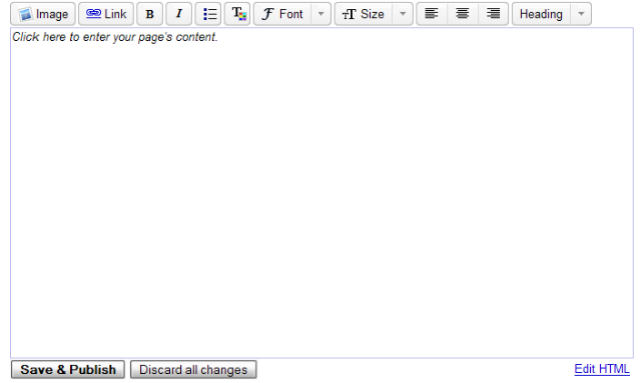 Image Link B I T F Font TT Size Heading
Click here to enter your page's content.
Save & Publish Discard all changes Edit HTML